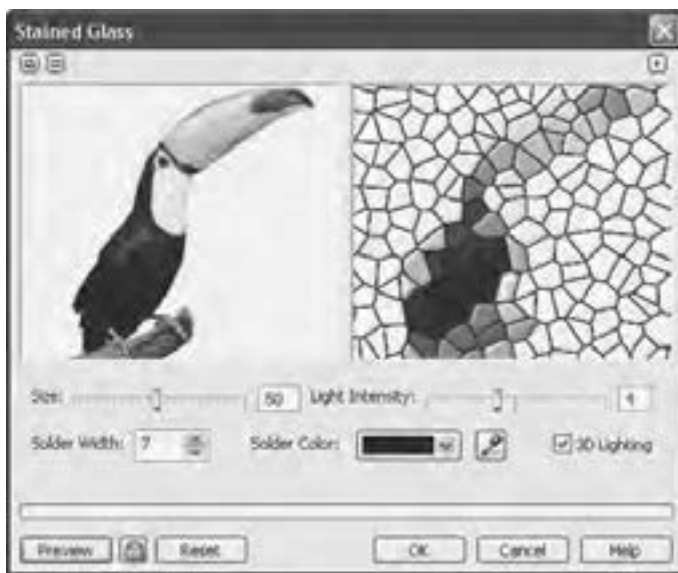 Stained Glass
Size: 50 Light Intensity: 4
Solder Width: 7 Solder Color: 3D Lighting
Preview Reset OK Cancel Help